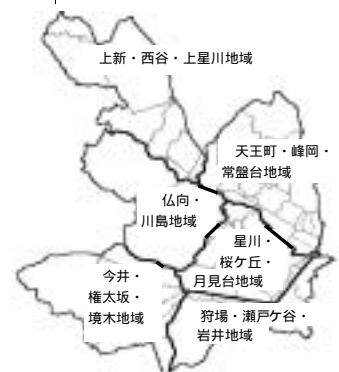 上新・西谷・上星川地域
天王町・峰岡・
常盤台地域
仏向・
川島地域
星川・
桜ケ丘・
月見台地域
今井・
権太坂・
境木地域
狩場・瀬戸ケ谷・
岩井地域